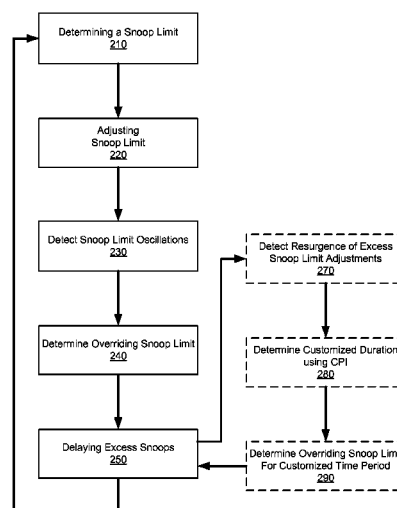 Determining a Snoop Limit
210
Adjusting
Snoop Limit
220
Detect Snoop Limit Oscillations
230
Determine Overriding Snoop Limit
240
Delaying Excess Snoops
250
Detect Resurgence of Excess
Snoop Limit Adjustments
270
Determine Customized Duration
using CPI
280
Determine Overriding Snoop Limit
For Customized Time Period
290